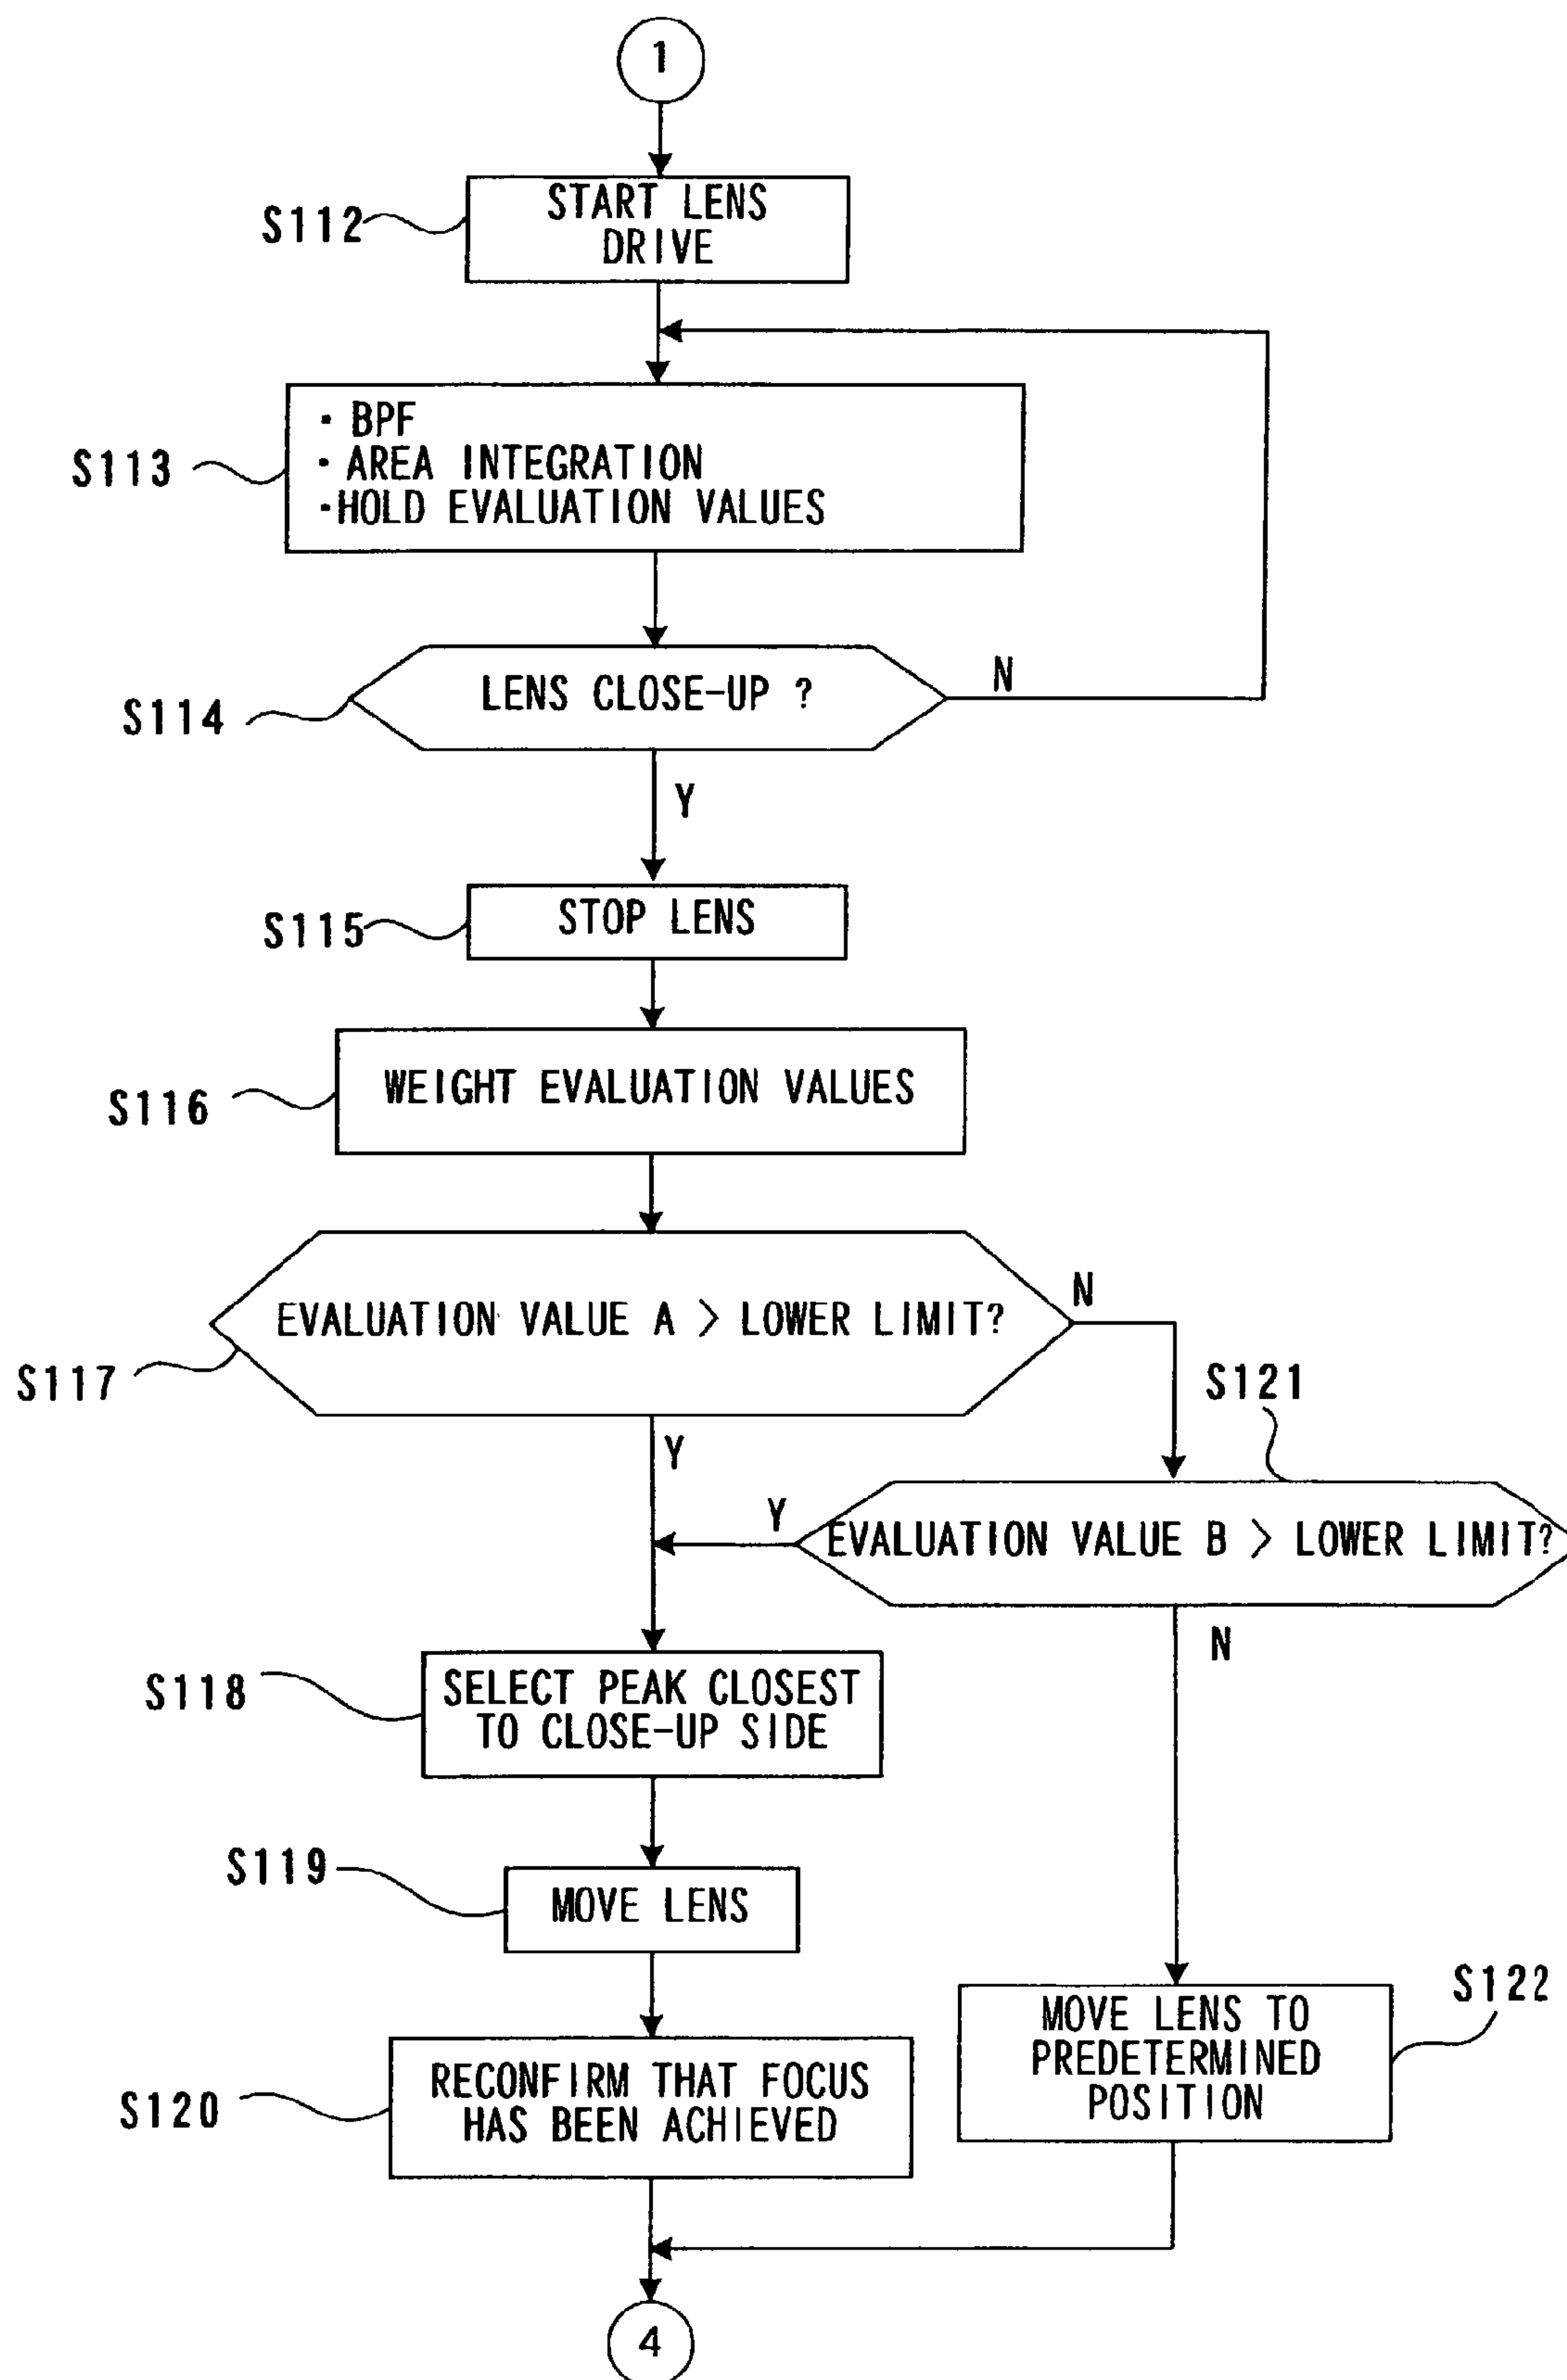 1
START LENS
DRIVE
S112
· BPF
· AREA INTEGRATION
·HOLD EVALUATION VALUES
S113
LENS CLOSE-UP ?
N
S114
Y
STOP LENS
S115
WEIGHT EVALUATION VALUES
S116
EVALUATION VALUE A > LOWER LIMIT?
N
S117
S121
Y
Y
EVALUATION VALUE B > LOWER LIMIT?
N
SELECT PEAK CLOSEST
TO CLOSE-UP SIDE
S118
S119
MOVE LENS
S122
MOVE LENS TO
PREDETERMINED
POSITION
RECONFIRM THAT FOCUS
HAS BEEN ACHIEVED
S120
4